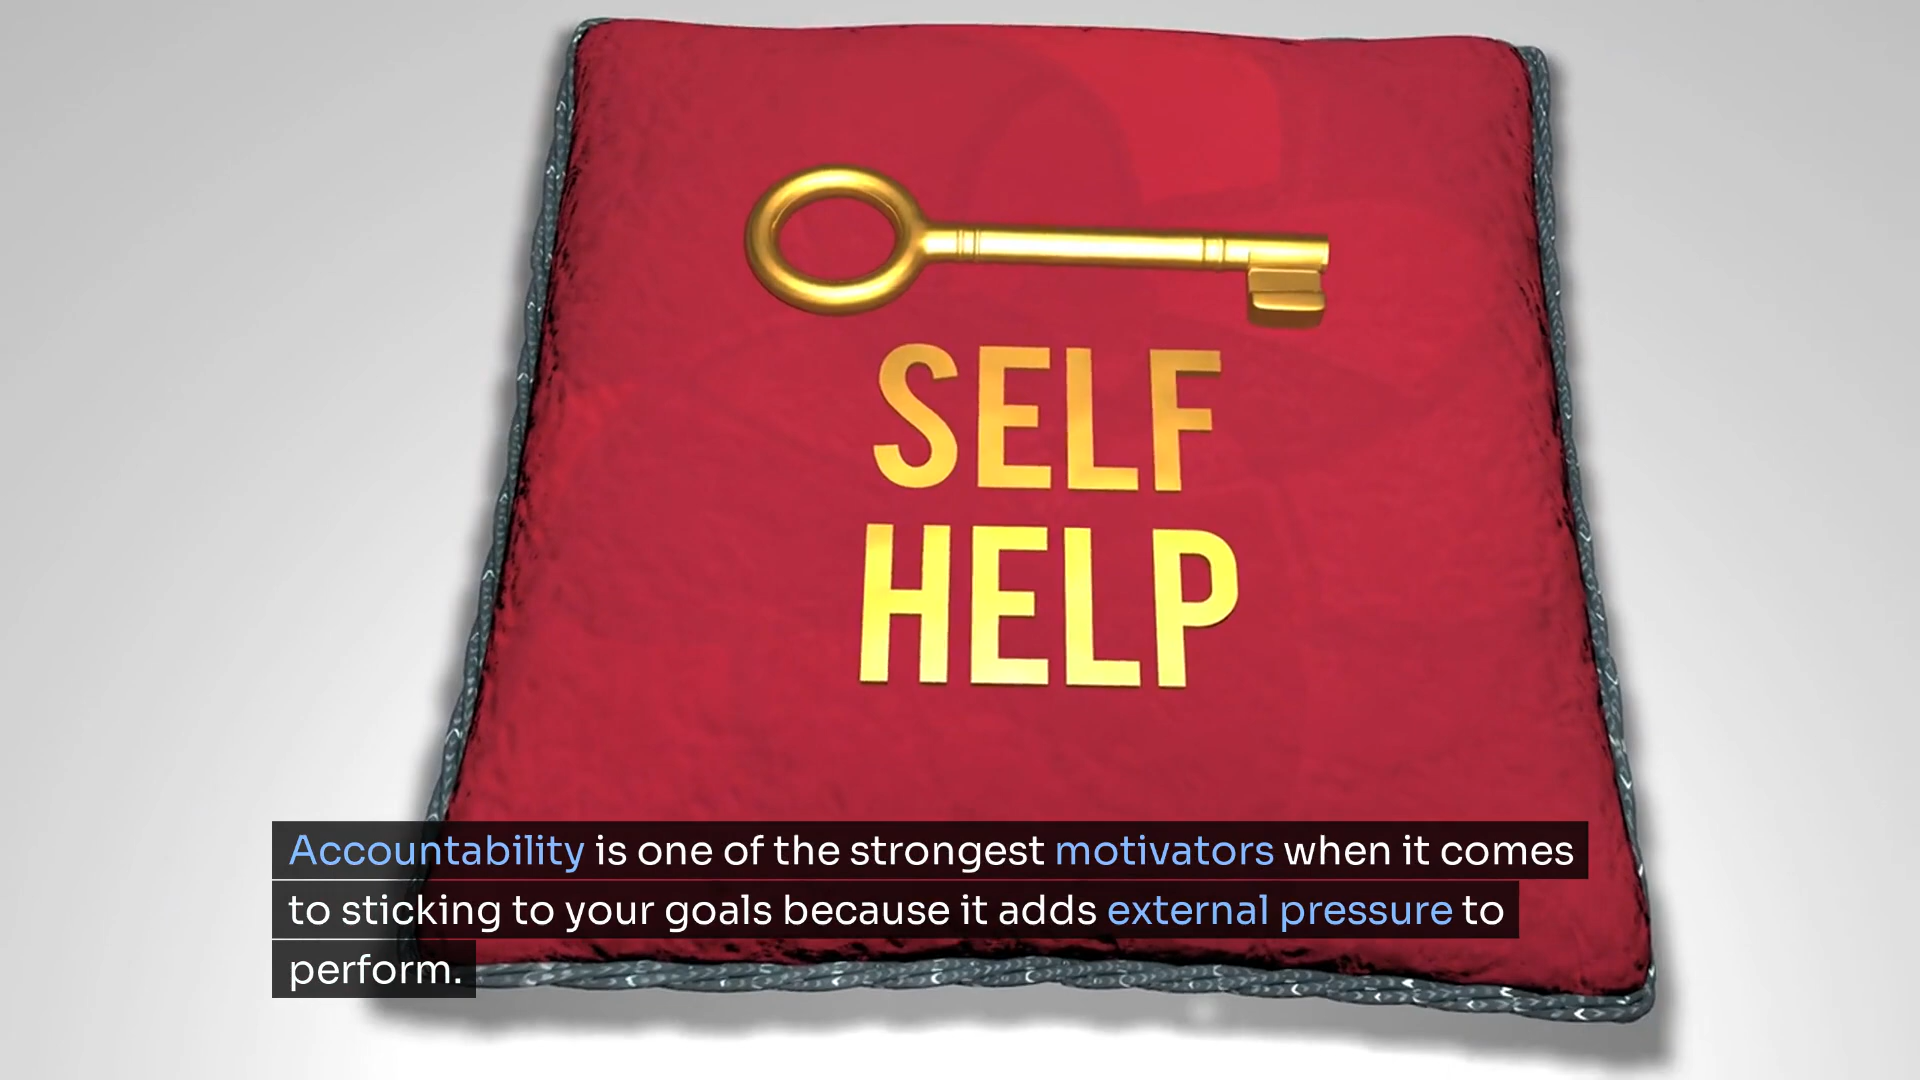 SELF
HELP
Accountability is one of the strongest motivators when it comes
to sticking to your goals because it adds external pressure to
perform.